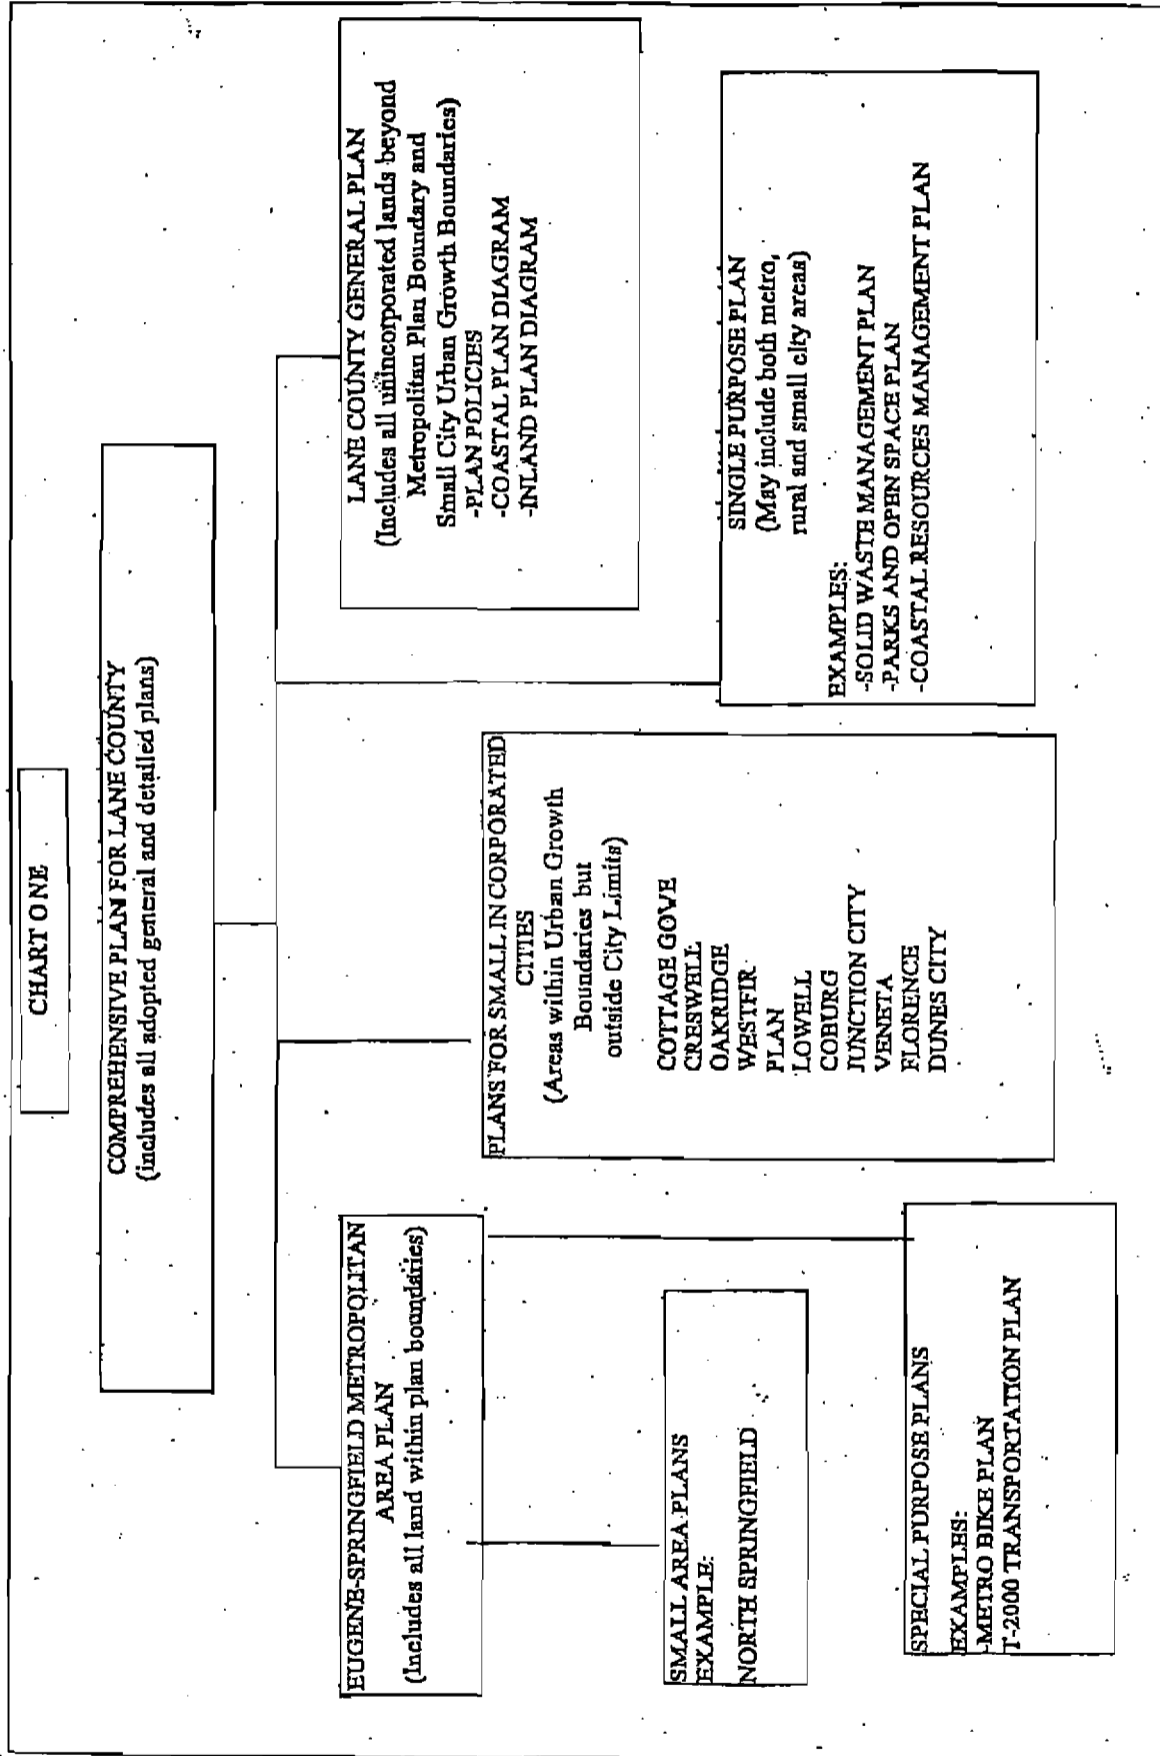 CHART ONE
COMPREHENSIVE PLAN FOR LANE COUNTY
(includes all adopted general and detailed plans)
EUGENE-SPRINGFIELD METROPOLITAN
AREA PLAN
(Includes all land within plan boundaries)
SMALL AREA PLANS
EXAMPLE:
NORTH SPRINGFIELD
SPECIAL PURPOSE PLANS
EXAMPLES:
-METRO BIKE PLAN
T-2000 TRANSPORTATION PLAN
PLANS FOR SMALL INCORPORATED
CITIES
(Areas within Urban Growth
Boundaries but
outside City Limits)
COTTAGE GOVE
CRESWELL
OAKRIDGE
WESTFIR
PLAN
LOWELL
COBURG
JUNCTION CITY
VENETA
FLORENCE
DUNES CITY
LANE COUNTY GENERAL PLAN
(Includes all unincorporated lands beyond
Metropolitan Plan Boundary and
Small City Urban Growth Boundaries)
-PLAN POLICIES
-COASTAL PLAN DIAGRAM
-INLAND PLAN DIAGRAM
SINGLE PURPOSE PLAN
(May include both metro,
rural and small city areas)
EXAMPLES:
-SOLID WASTE MANAGEMENT PLAN
-PARKS AND OPEN SPACE PLAN
-COASTAL RESOURCES MANAGEMENT PLAN